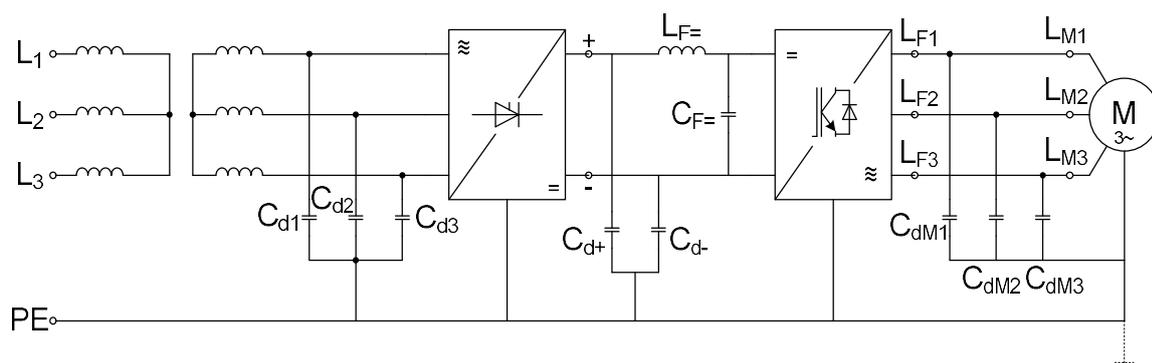 L1
L2
L3
PE
Cd1
Cd2
Cd3
≋
=
+
-
LF=
CF=
Cd+
Cd-
=
≋
LF1
LF2
LF3
LM1
LM2
LM3
M
3~
CdM1
CdM2
CdM3